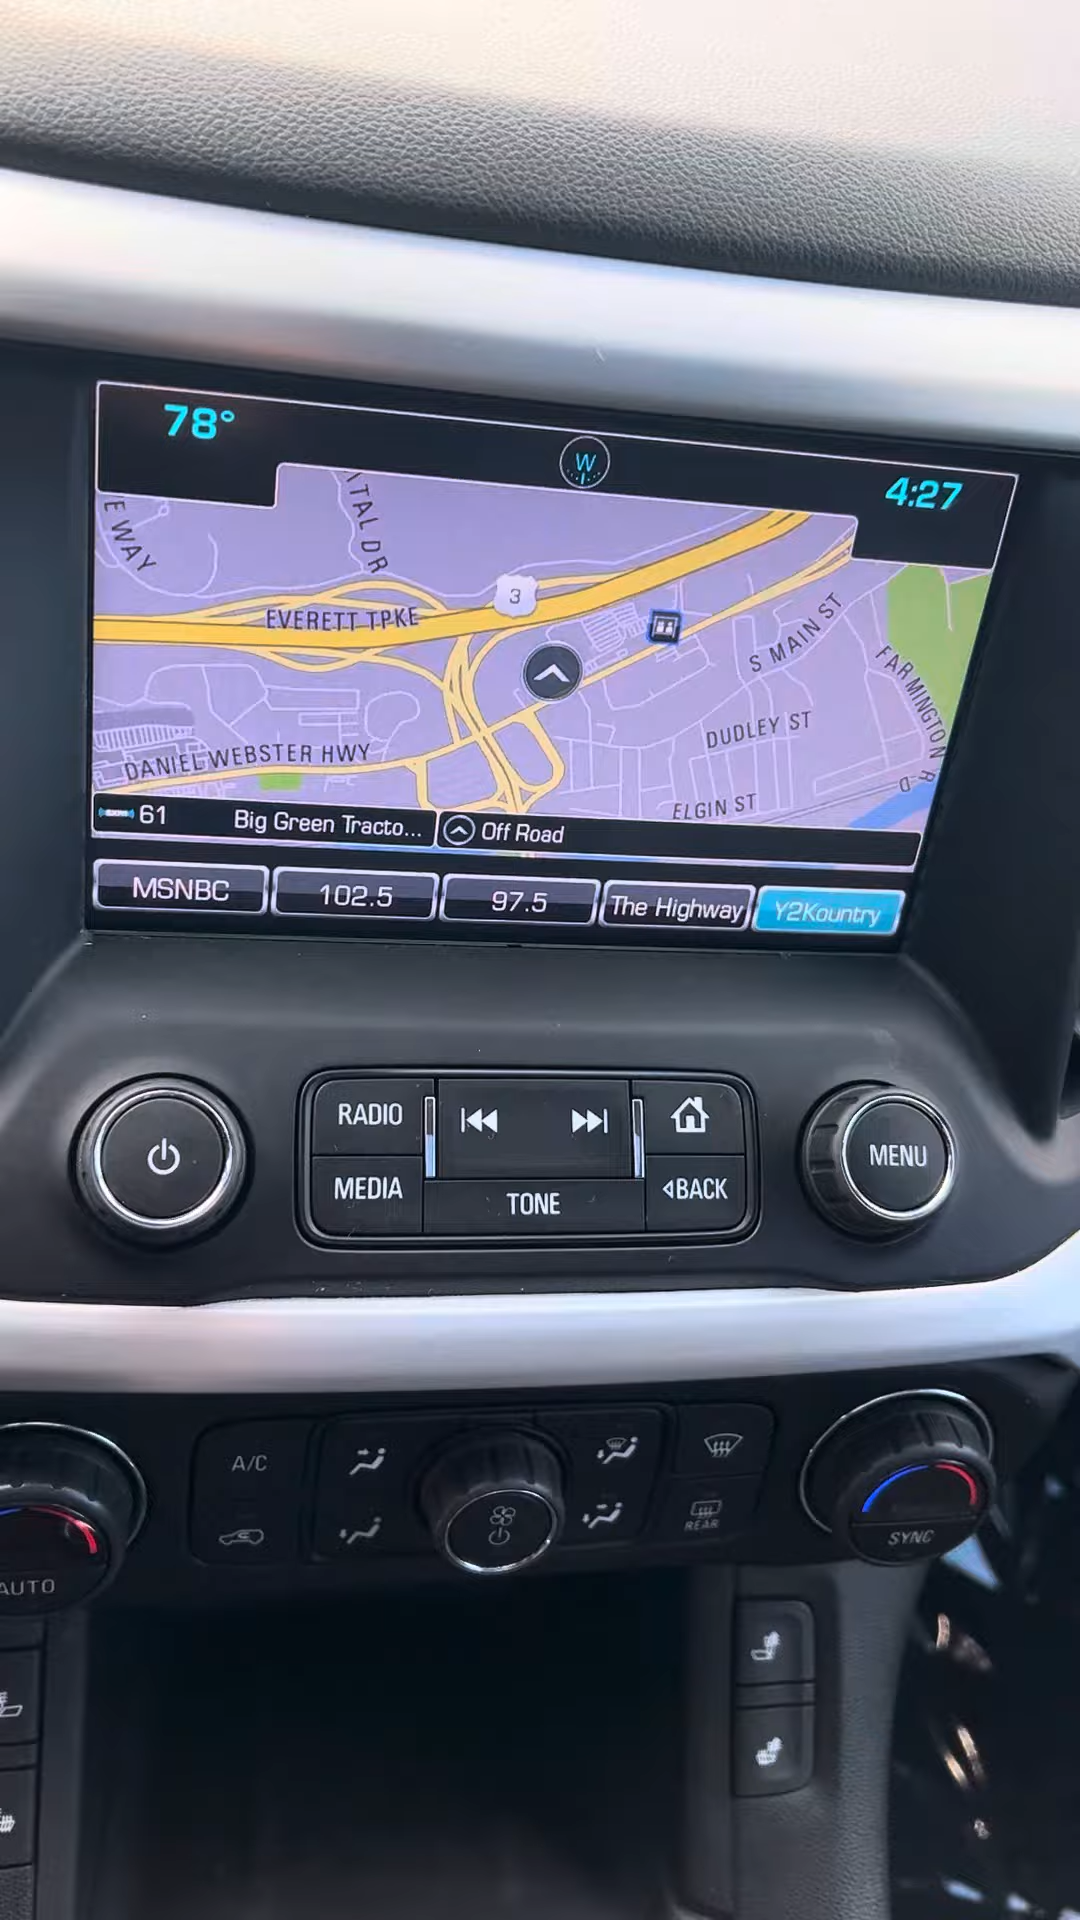 78°
W
4:27
E WAY
TAL DR
3
EVERETT TPKE
S MAIN ST
FARMINGTON RD
DUDLEY ST
DANIEL WEBSTER HWY
ELGIN ST
61 Big Green Tracto... Off Road
MSNBC 102.5 97.5 The Highway Y2Kountry
RADIO
MEDIA
TONE
BACK
MENU
A/C
REAR
AUTO
SYNC